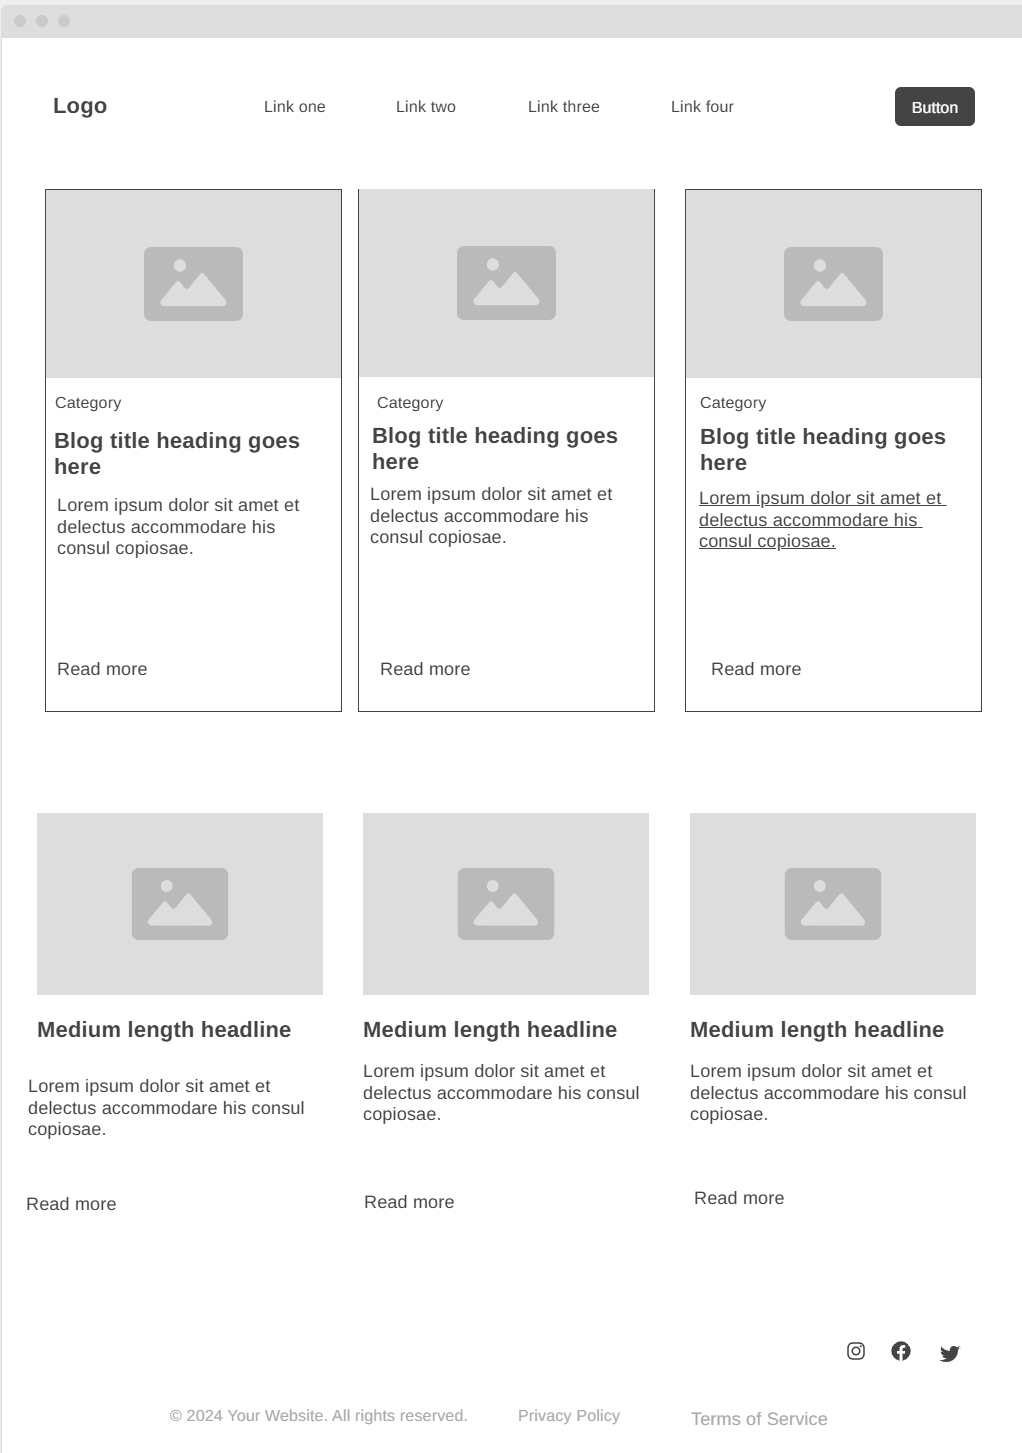 Logo
Link one
Link two
Link three
Link four
Button
Category
Blog title heading goes
here
Lorem ipsum dolor sit amet et
delectus accommodare his
consul copiosae.
Read more
Category
Blog title heading goes
here
Lorem ipsum dolor sit amet et
delectus accommodare his
consul copiosae.
Read more
Category
Blog title heading goes
here
Lorem ipsum dolor sit amet et
delectus accommodare his
consul copiosae.
Read more
Medium length headline
Lorem ipsum dolor sit amet et
delectus accommodare his consul
copiosae.
Read more
Medium length headline
Lorem ipsum dolor sit amet et
delectus accommodare his consul
copiosae.
Read more
Medium length headline
Lorem ipsum dolor sit amet et
delectus accommodare his consul
copiosae.
Read more
© 2024 Your Website. All rights reserved.
Privacy Policy
Terms of Service